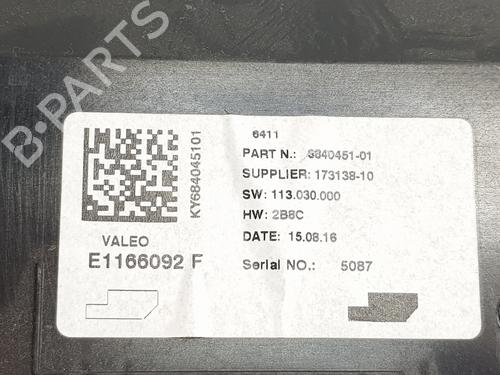 B-PARTS
6411
PART N.: 6840451-01
SUPPLIER: 173138-10
SW: 113.030.000
HW: 2B8C
DATE: 15.08.16
Serial NO.: 5087
KY684045101
VALEO
E1166092 F